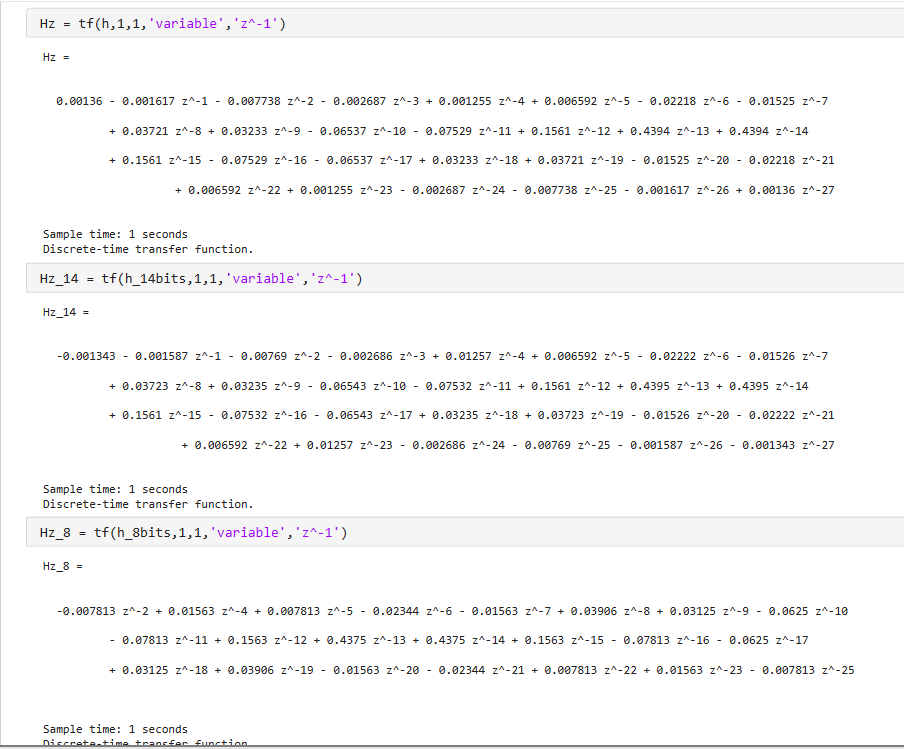 Hz = tf(h,1,1,'variable','z^-1')
Hz =
0.00136 - 0.001617 z^-1 - 0.007738 z^-2 - 0.002687 z^-3 + 0.001255 z^-4 + 0.006592 z^-5 - 0.02218 z^-6 - 0.01525 z^-7
+ 0.03721 z^-8 + 0.03233 z^-9 - 0.06537 z^-10 - 0.07529 z^-11 + 0.1561 z^-12 + 0.4394 z^-13 + 0.4394 z^-14
+ 0.1561 z^-15 - 0.07529 z^-16 - 0.06537 z^-17 + 0.03233 z^-18 + 0.03721 z^-19 - 0.01525 z^-20 - 0.02218 z^-21
+ 0.006592 z^-22 + 0.001255 z^-23 - 0.002687 z^-24 - 0.007738 z^-25 - 0.001617 z^-26 + 0.00136 z^-27
Sample time: 1 seconds
Discrete-time transfer function.
Hz_14 = tf(h_14bits,1,1,'variable','z^-1')
Hz_14 =
-0.001343 - 0.001587 z^-1 - 0.00769 z^-2 - 0.002686 z^-3 + 0.01257 z^-4 + 0.006592 z^-5 - 0.02222 z^-6 - 0.01526 z^-7
+ 0.03723 z^-8 + 0.03235 z^-9 - 0.06543 z^-10 - 0.07532 z^-11 + 0.1561 z^-12 + 0.4395 z^-13 + 0.4395 z^-14
+ 0.1561 z^-15 - 0.07532 z^-16 - 0.06543 z^-17 + 0.03235 z^-18 + 0.03723 z^-19 - 0.01526 z^-20 - 0.02222 z^-21
+ 0.006592 z^-22 + 0.01257 z^-23 - 0.002686 z^-24 - 0.00769 z^-25 - 0.001587 z^-26 - 0.001343 z^-27
Sample time: 1 seconds
Discrete-time transfer function.
Hz_8 = tf(h_8bits,1,1,'variable','z^-1')
Hz_8 =
-0.007813 z^-2 + 0.01563 z^-4 + 0.007813 z^-5 - 0.02344 z^-6 - 0.01563 z^-7 + 0.03906 z^-8 + 0.03125 z^-9 - 0.0625 z^-10
- 0.07813 z^-11 + 0.1563 z^-12 + 0.4375 z^-13 + 0.4375 z^-14 + 0.1563 z^-15 - 0.07813 z^-16 - 0.0625 z^-17
+ 0.03125 z^-18 + 0.03906 z^-19 - 0.01563 z^-20 - 0.02344 z^-21 + 0.007813 z^-22 + 0.01563 z^-23 - 0.007813 z^-25
Sample time: 1 seconds
Discrete-time transfer function.